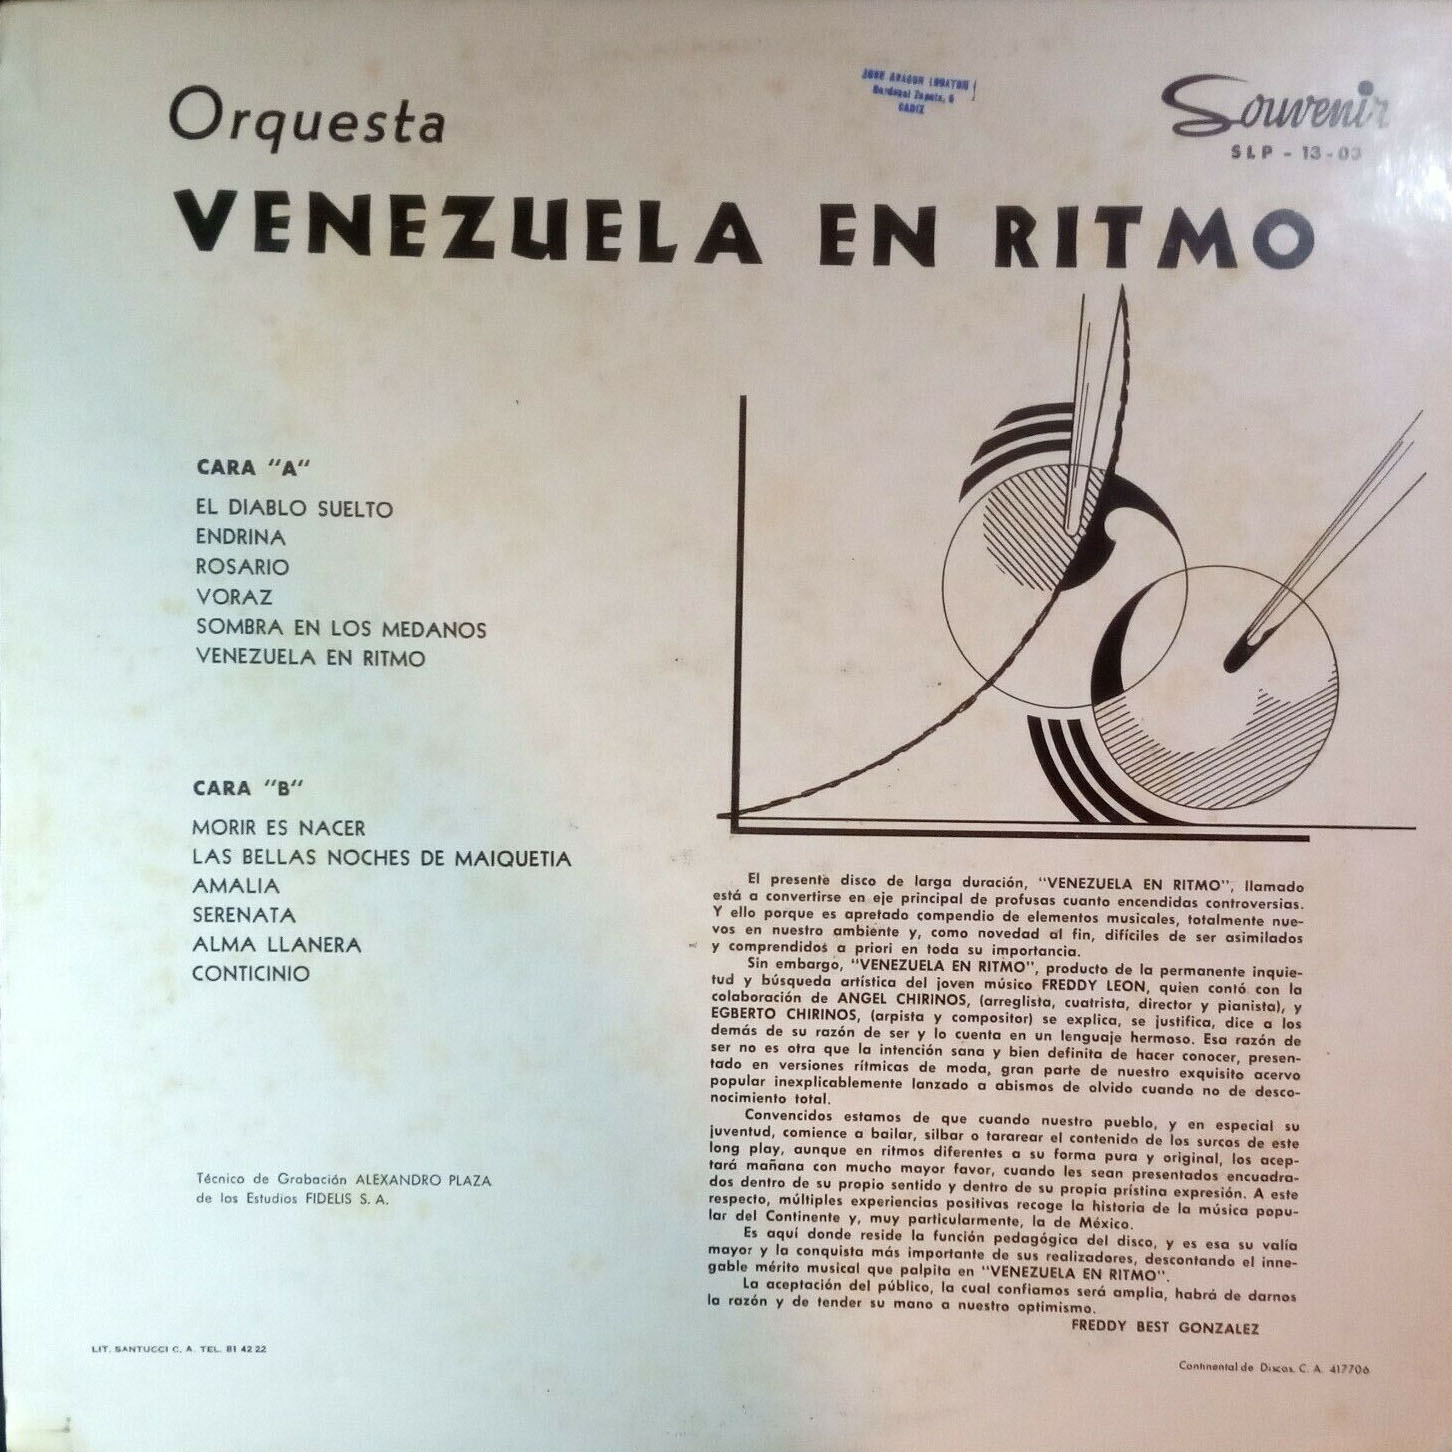 Orquesta
VENEZUELA EN RITMO
Souvenir
SLP - 13-03
CADIZ
CARA "A"
EL DIABLO SUELTO
ENDRINA
ROSARIO
VORAZ
SOMBRA EN LOS MEDANOS
VENEZUELA EN RITMO
CARA "B"
MORIR ES NACER
LAS BELLAS NOCHES DE MAIQUETIA
AMALIA
SERENATA
ALMA LLANERA
CONTICINIO
Técnico de Grabación ALEXANDRO PLAZA
de los Estudios FIDELIS S. A.
El presente disco de larga duración, "VENEZUELA EN RITMO", llamado
está a convertirse en eje principal de profusas cuanto encendidas controversias.
Y ello porque es apretado compendio de elementos musicales, totalmente nue-
vos en nuestro ambiente y, como novedad al fin, difíciles de ser asimilados
y comprendidos a priori en toda su importancia.
Sin embargo, "VENEZUELA EN RITMO", producto de la permanente inquie-
tud y búsqueda artística del joven músico FREDDY LEON, quien contó con la
colaboración de ANGEL CHIRINOS, (arreglista, cuatrista, director y pianista), y
EGBERTO CHIRINOS, (arpista y compositor) se explica, se justifica, dice a los
demás de su razón de ser y lo cuenta en un lenguaje hermoso. Esa razón de
ser no es otra que la intención sana y bien definita de hacer conocer, presen-
tado en versiones rítmicas de moda, gran parte de nuestro exquisito acervo
popular inexplicablemente lanzado a abismos de olvido cuando no de desco-
nocimiento total.
Convencidos estamos de que cuando nuestro pueblo, y en especial su
juventud, comience a bailar, silbar o tararear el contenido de los surcos de este
long play, aunque en ritmos diferentes a su forma pura y original, los acep-
tará mañana con mucho mayor favor, cuando les sean presentados encuadra-
dos dentro de su propio sentido y dentro de su propia prístina expresión. A este
respecto, múltiples experiencias positivas recoge la historia de la música popu-
lar del Continente y, muy particularmente, la de México.
Es aquí donde reside la función pedagógica del disco, y es esa su valía
mayor y la conquista más importante de sus realizadores, descontando el inne-
gable mérito musical que palpita en "VENEZUELA EN RITMO".
La aceptación del público, la cual confiamos será amplia, habrá de darnos
la razón y de tender su mano a nuestro optimismo.
FREDDY BEST GONZALEZ
LIT. SANTUCCI C. A. TEL. 81 42 22
Continental de Discos, C. A. 417706